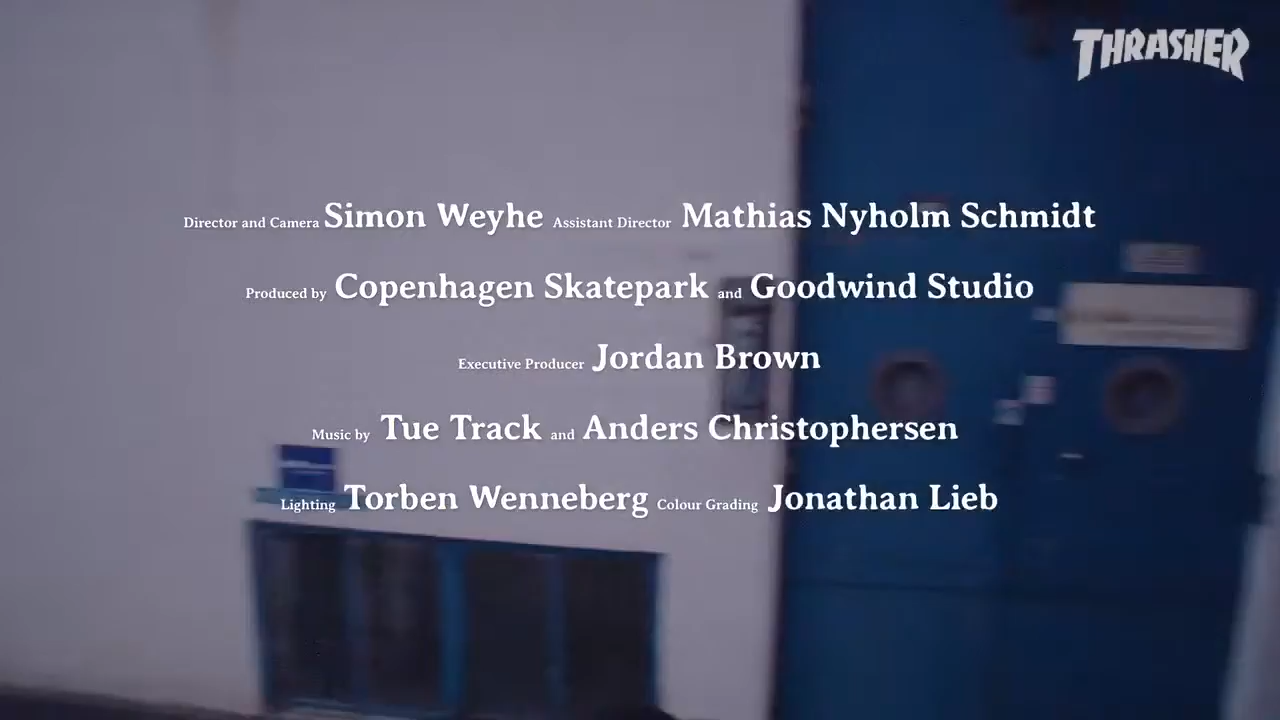 THRASHER
Director and Camera Simon Weyhe Assistant Director Mathias Nyholm Schmidt
Produced by Copenhagen Skatepark and Goodwind Studio
Executive Producer Jordan Brown
Music by Tue Track and Anders Christophersen
Lighting Torben Wenneberg Colour Grading Jonathan Lieb